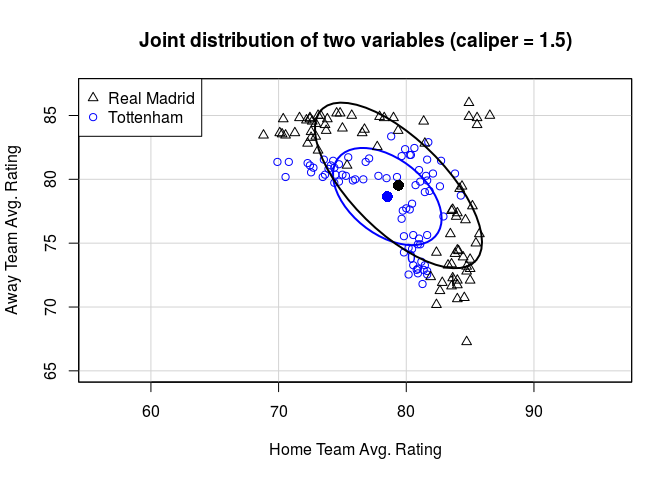 Joint distribution of two variables (caliper = 1.5)
Real Madrid
Tottenham
85
80
75
70
65
Away Team Avg. Rating
60 70 80 90
Home Team Avg. Rating